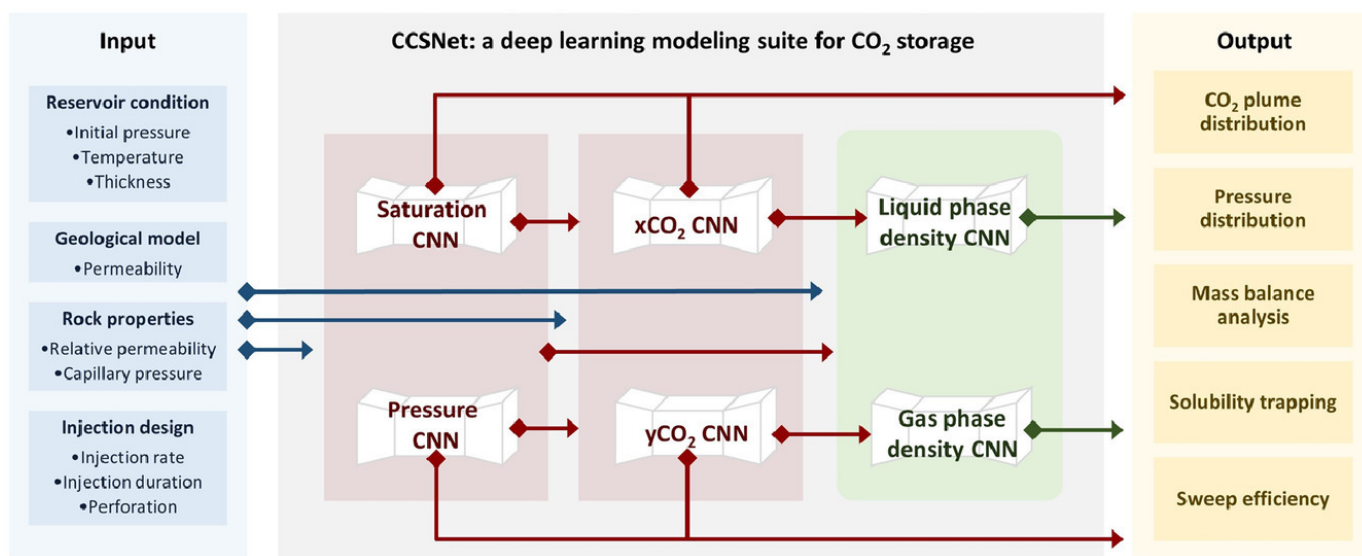 Input
Reservoir condition
•Initial pressure
•Temperature
•Thickness
Geological model
•Permeability
Rock properties
•Relative permeability
•Capillary pressure
Injection design
•Injection rate
•Injection duration
•Perforation
CCSNet: a deep learning modeling suite for CO₂ storage
Saturation
CNN
xCO₂ CNN
Liquid phase
density CNN
Pressure
CNN
yCO₂ CNN
Gas phase
density CNN
Output
CO₂ plume
distribution
Pressure
distribution
Mass balance
analysis
Solubility trapping
Sweep efficiency